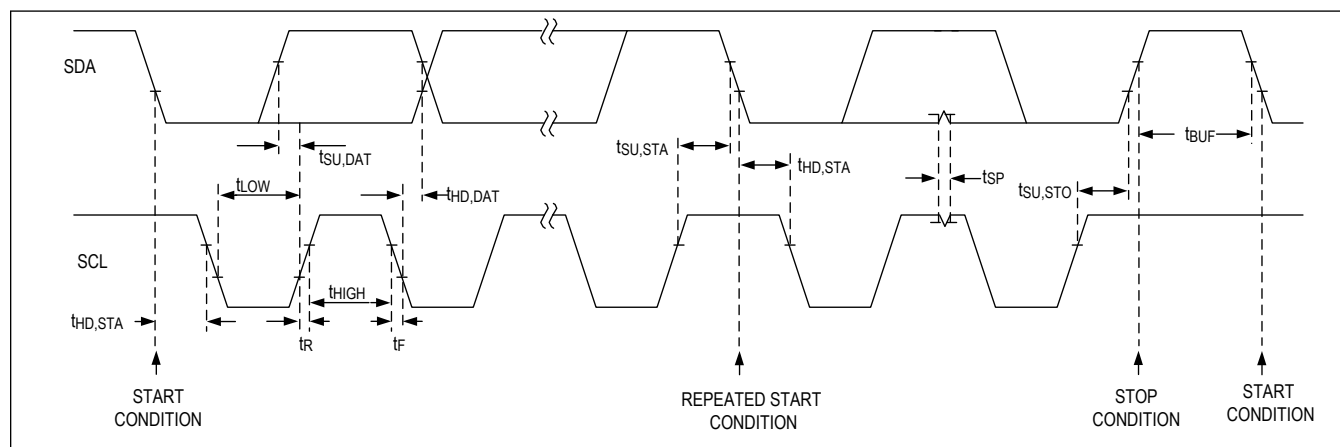 SDA
tSU,DAT
tSU,STA
tBUF
tHD,STA
tLOW
tHD,DAT
tSP
tSU,STO
SCL
tHIGH
tHD,STA
tR
tF
START
CONDITION
REPEATED START
CONDITION
STOP
CONDITION
START
CONDITION